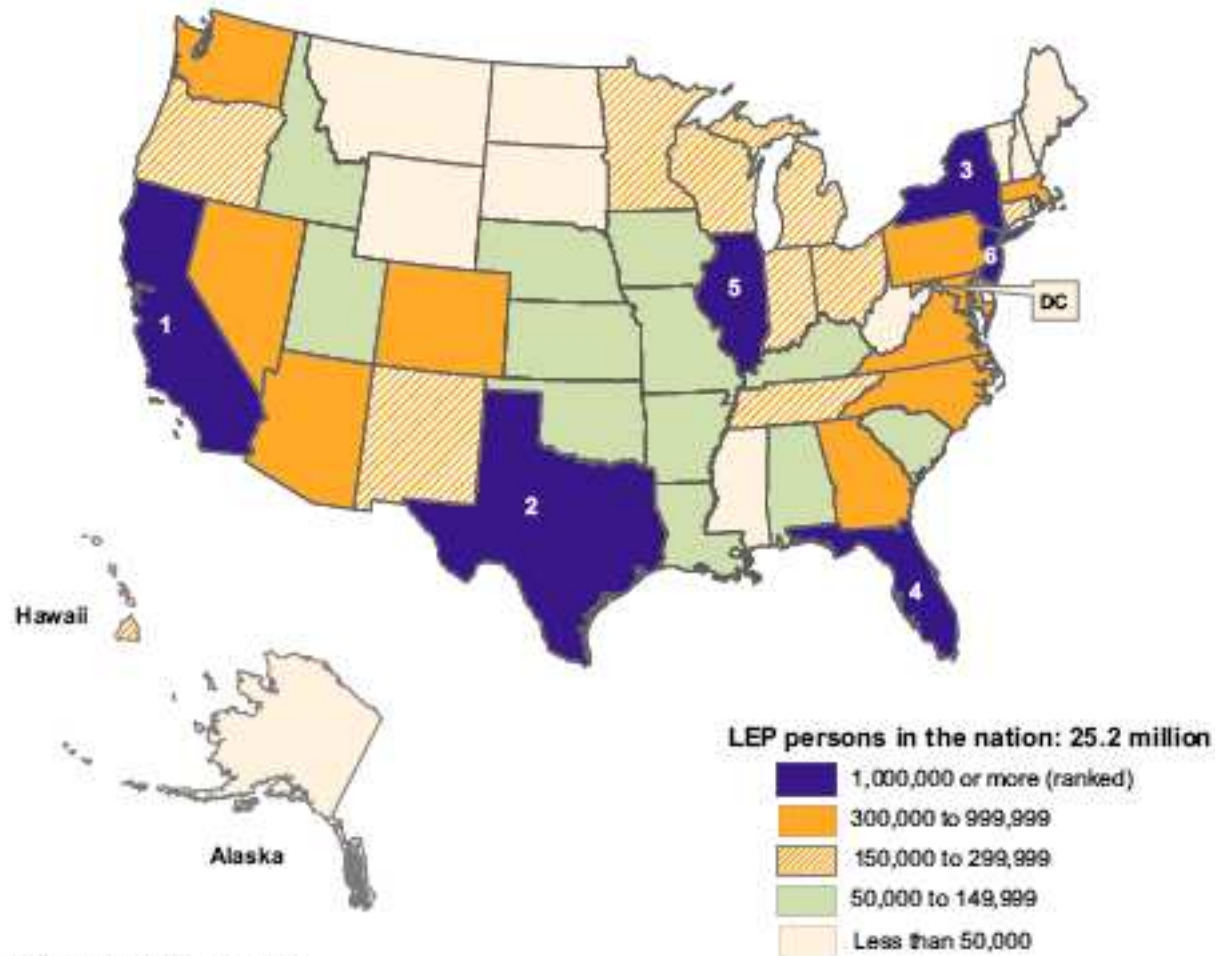 3
6
5
DC
1
2
4
Hawaii
Alaska
LEP persons in the nation: 25.2 million
1,000,000 or more (ranked)
300,000 to 999,999
150,000 to 299,999
50,000 to 149,999
Less than 50,000